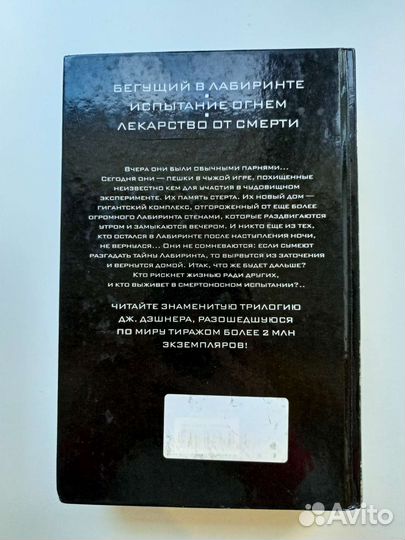 БЕГУЩИЙ В ЛАБИРИНТЕ
ИСПЫТАНИЕ ОГНЕМ
ЛЕКАРСТВО ОТ СМЕРТИ
ВЧЕРА ОНИ БЫЛИ ОБЫЧНЫМИ ПАРНЯМИ...
СЕГОДНЯ ОНИ — ПЕШКИ В ЧУЖОЙ ИГРЕ, ПОХИЩЕННЫЕ
НЕИЗВЕСТНО КЕМ ДЛЯ УЧАСТИЯ В ЧУДОВИЩНОМ
ЭКСПЕРИМЕНТЕ. ИХ ПАМЯТЬ СТЕРТА. ИХ НОВЫЙ ДОМ —
ГИГАНТСКИЙ КОМПЛЕКС, ОТГОРОЖЕННЫЙ ОТ ЕЩЕ БОЛЕЕ
ОГРОМНОГО ЛАБИРИНТА СТЕНАМИ, КОТОРЫЕ РАЗДВИГАЮТСЯ
УТРОМ И ЗАМЫКАЮТСЯ ВЕЧЕРОМ. И НИКТО ЕЩЕ ИЗ ТЕХ,
КТО ОСТАЛСЯ В ЛАБИРИНТЕ ПОСЛЕ НАСТУПЛЕНИЯ НОЧИ,
НЕ ВЕРНУЛСЯ... ОНИ НЕ СОМНЕВАЮТСЯ: ЕСЛИ СУМЕЮТ
РАЗГАДАТЬ ТАЙНЫ ЛАБИРИНТА, ТО ВЫРВУТСЯ ИЗ ЗАТОЧЕНИЯ
И ВЕРНУТСЯ ДОМОЙ. ИТАК, ЧТО ЖЕ БУДЕТ ДАЛЬШЕ?
КТО РИСКНЕТ ЖИЗНЬЮ РАДИ ДРУГИХ,
И КТО ВЫЖИВЕТ В СМЕРТОНОСНОМ ИСПЫТАНИИ?..
ЧИТАЙТЕ ЗНАМЕНИТУЮ ТРИЛОГИЮ
ДЖ. ДЭШНЕРА, РАЗОШЕДШУЮСЯ
ПО МИРУ ТИРАЖОМ БОЛЕЕ 2 МЛН
ЭКЗЕМПЛЯРОВ!
Avito